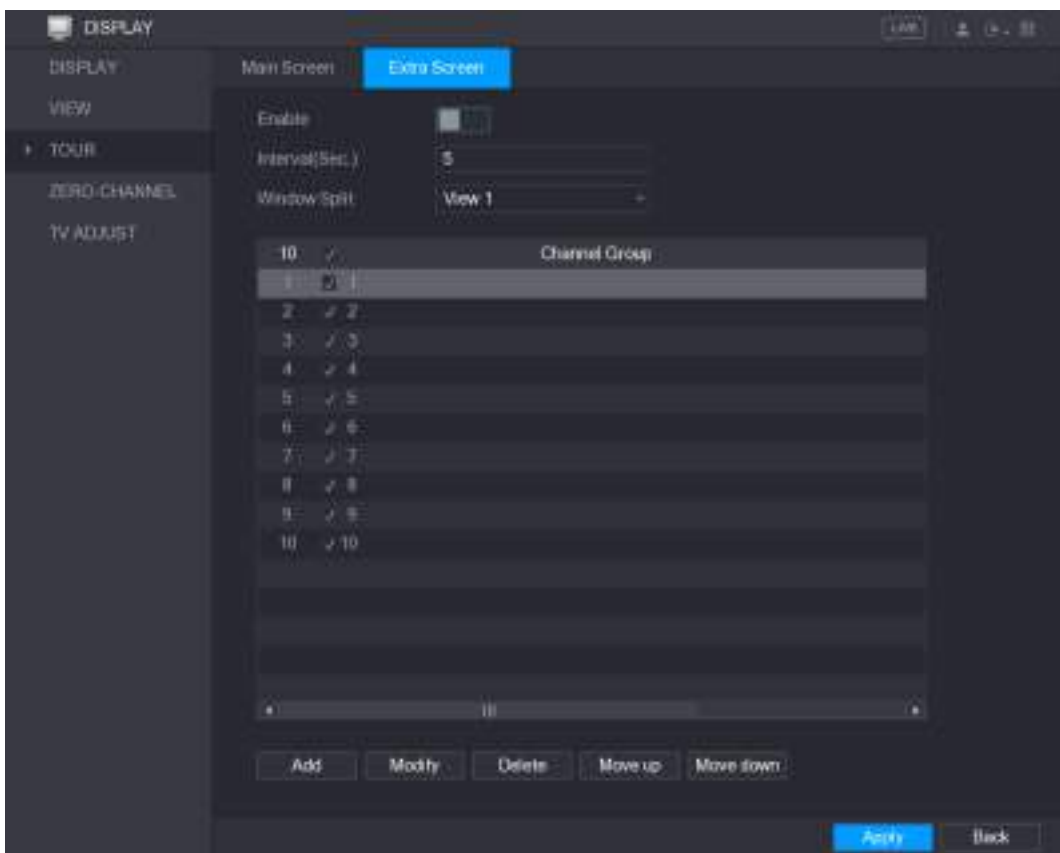 DISPLAY
LIVE
DISPLAY
VIEW
TOUR
ZERO-CHANNEL
TV ADJUST
Main Screen Extra Screen
Enable
Interval(Sec.) 5
Window Split View 1
10 Channel Group
1 1
2 2
3 3
4 4
5 5
6 6
7 7
8 8
9 9
10 10
Add Modify Delete Move up Move down
Apply Back